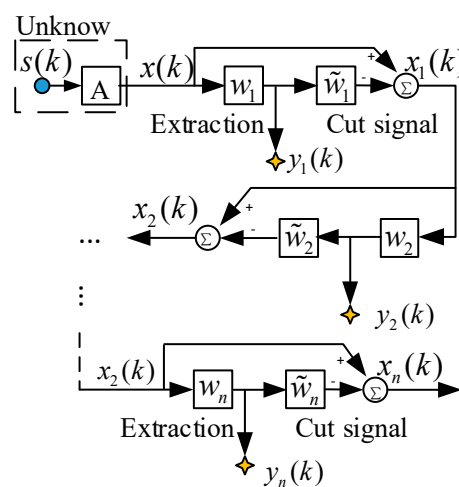 Unknow
s(k) A x(k) w₁ w̃₁ - + Σ x₁(k)
Extraction Cut signal
y₁(k)
x₂(k) +
... Σ - w̃₂ w₂
y₂(k)
⋮
x₂(k) wₙ w̃ₙ - + Σ xₙ(k)
Extraction Cut signal
yₙ(k)